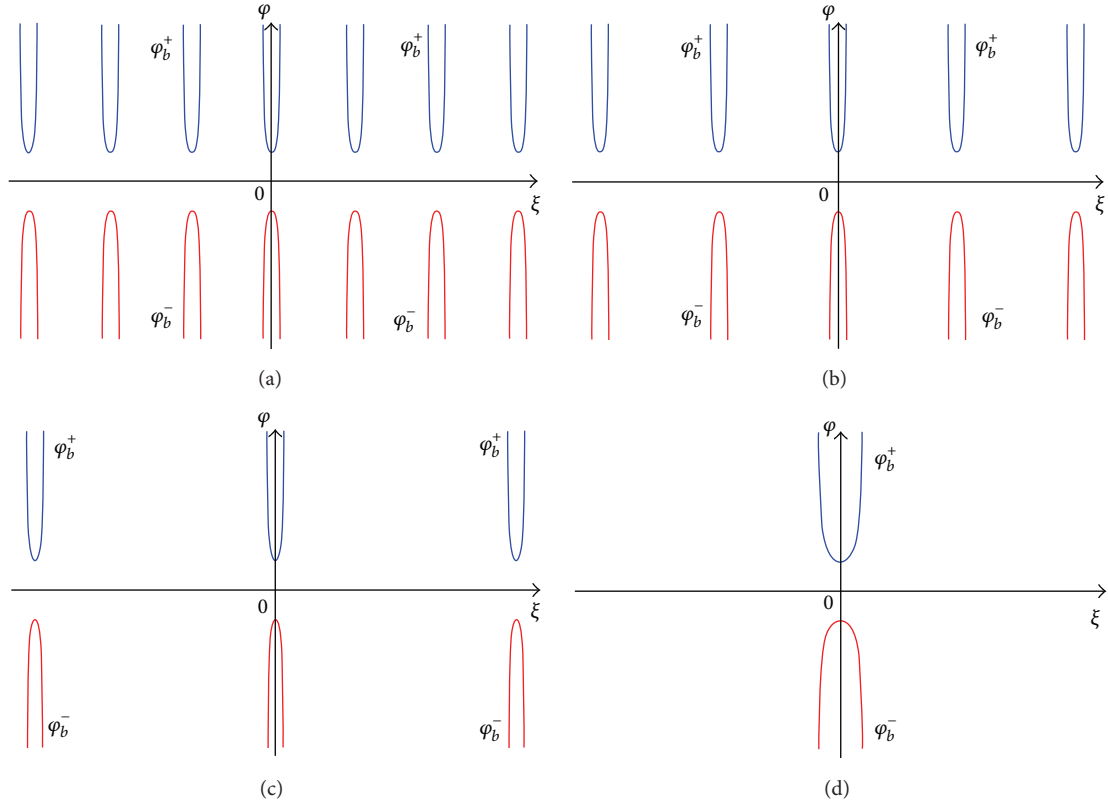 φ φ
φ_b^+ φ_b^+ φ_b^+ φ_b^+
0 ξ 0 ξ
φ_b^- φ_b^- φ_b^- φ_b^-
(a) (b)
φ φ
φ_b^+ φ_b^+ φ_b^+
0 ξ 0 ξ
φ_b^- φ_b^- φ_b^-
(c) (d)